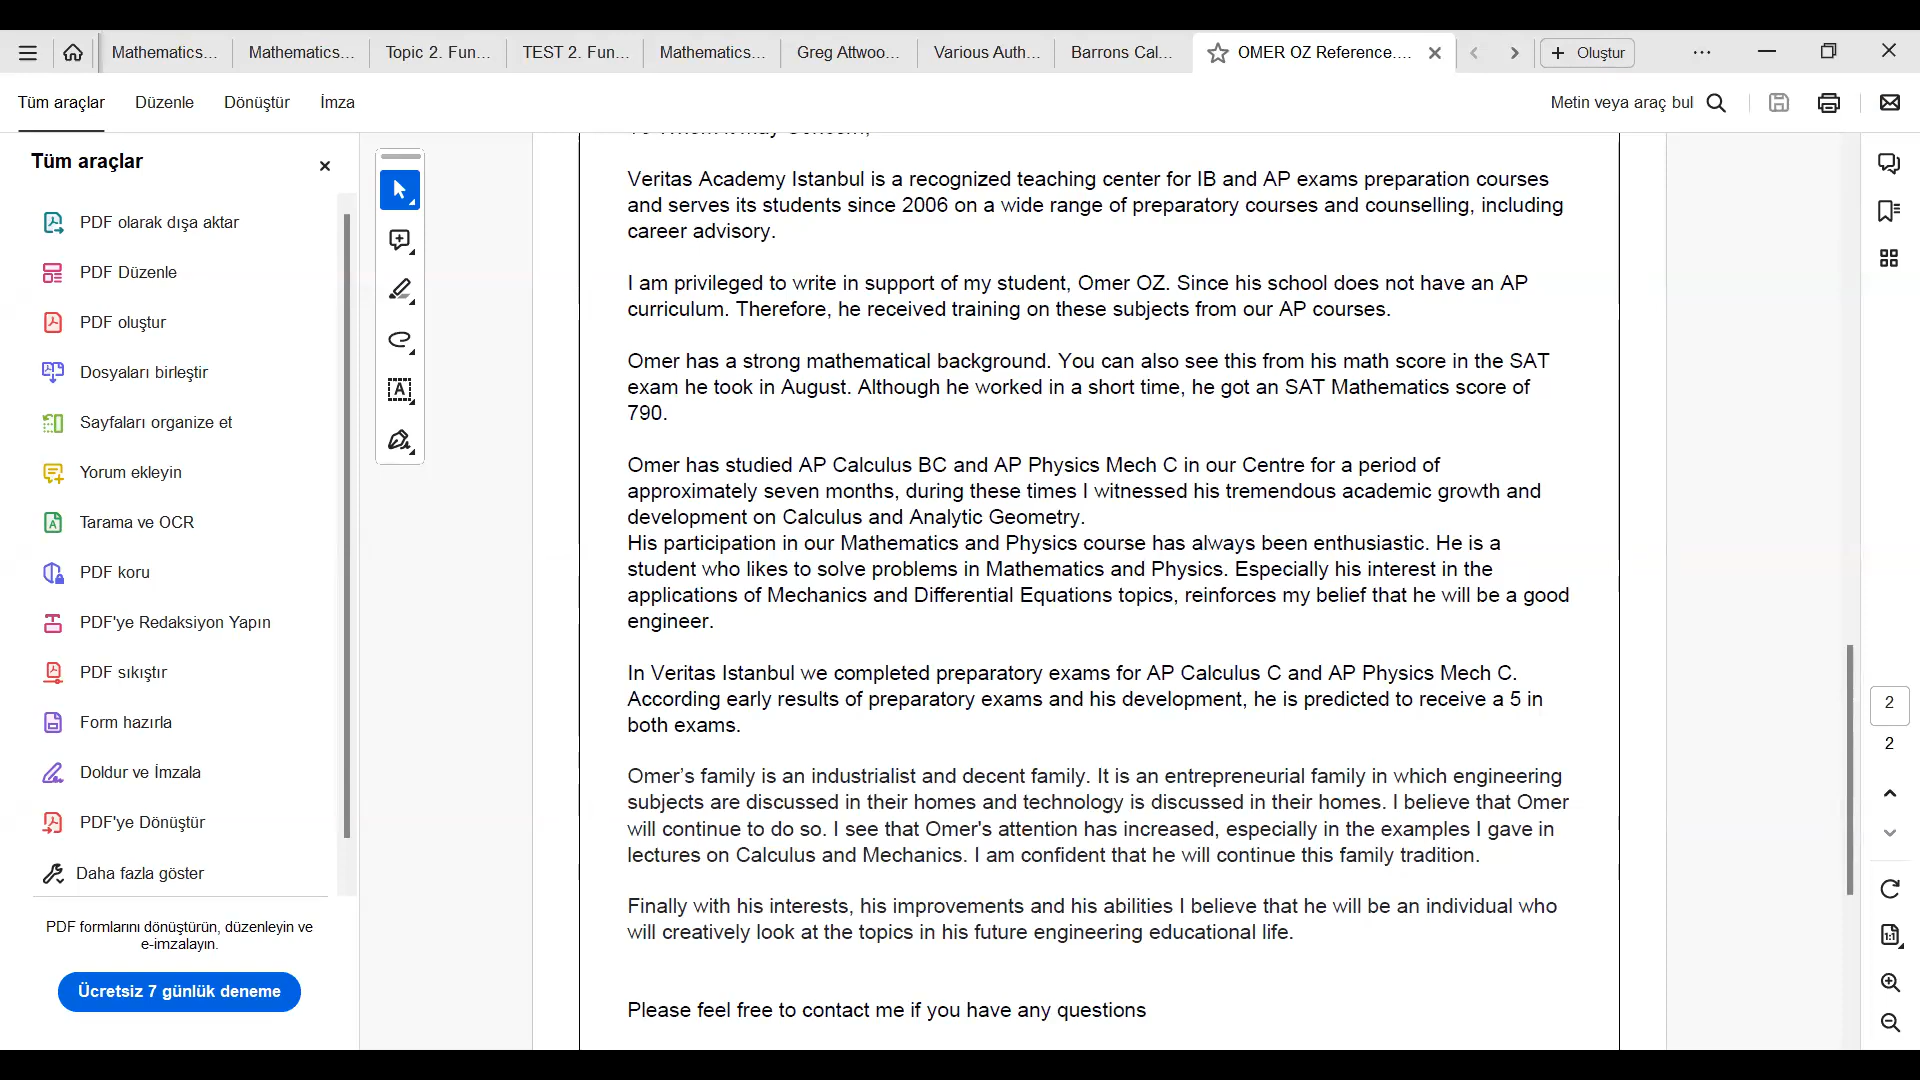 Mathematics...
Mathematics...
Topic 2. Fun...
TEST 2. Fun...
Mathematics...
Greg Attwoo...
Various Auth...
Barrons Cal...
OMER OZ Reference....
Oluştur
Tüm araçlar
Düzenle
Dönüştür
İmza
Metin veya araç bul
Tüm araçlar
PDF olarak dışa aktar
PDF Düzenle
PDF oluştur
Dosyaları birleştir
Sayfaları organize et
Yorum ekleyin
Tarama ve OCR
PDF koru
PDF'ye Redaksiyon Yapın
PDF sıkıştır
Form hazırla
Doldur ve İmzala
PDF'ye Dönüştür
Daha fazla göster
PDF formlarını dönüştürün, düzenleyin ve
e-imzalayın.
Ücretsiz 7 günlük deneme
To Whom It May Concern,
Veritas Academy Istanbul is a recognized teaching center for IB and AP exams preparation courses
and serves its students since 2006 on a wide range of preparatory courses and counselling, including
career advisory.
I am privileged to write in support of my student, Omer OZ. Since his school does not have an AP
curriculum. Therefore, he received training on these subjects from our AP courses.
Omer has a strong mathematical background. You can also see this from his math score in the SAT
exam he took in August. Although he worked in a short time, he got an SAT Mathematics score of
790.
Omer has studied AP Calculus BC and AP Physics Mech C in our Centre for a period of
approximately seven months, during these times I witnessed his tremendous academic growth and
development on Calculus and Analytic Geometry.
His participation in our Mathematics and Physics course has always been enthusiastic. He is a
student who likes to solve problems in Mathematics and Physics. Especially his interest in the
applications of Mechanics and Differential Equations topics, reinforces my belief that he will be a good
engineer.
In Veritas Istanbul we completed preparatory exams for AP Calculus C and AP Physics Mech C.
According early results of preparatory exams and his development, he is predicted to receive a 5 in
both exams.
Omer’s family is an industrialist and decent family. It is an entrepreneurial family in which engineering
subjects are discussed in their homes and technology is discussed in their homes. I believe that Omer
will continue to do so. I see that Omer's attention has increased, especially in the examples I gave in
lectures on Calculus and Mechanics. I am confident that he will continue this family tradition.
Finally with his interests, his improvements and his abilities I believe that he will be an individual who
will creatively look at the topics in his future engineering educational life.
Please feel free to contact me if you have any questions
2
2